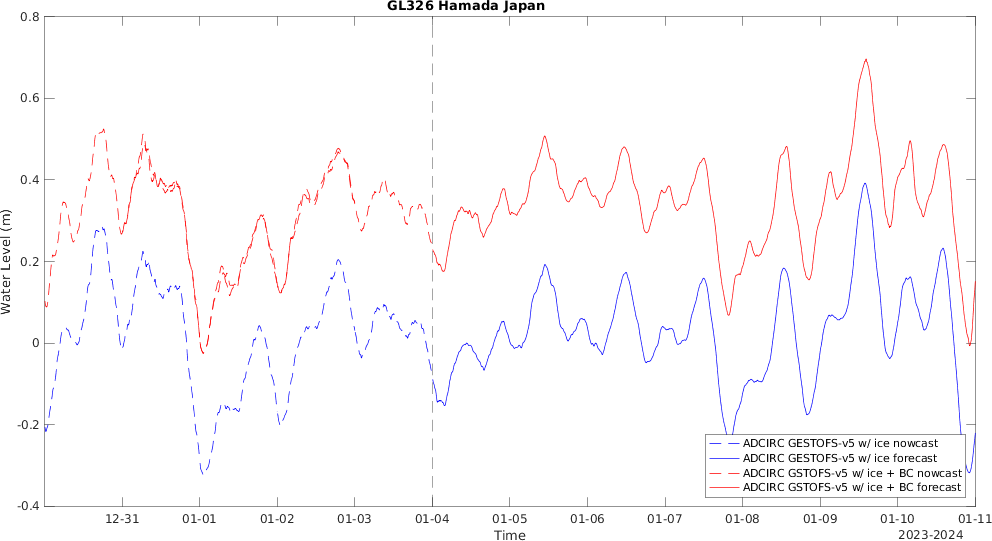 GL326 Hamada Japan
0.8
0.6
0.4
0.2
0
-0.2
-0.4
Water Level (m)
ADCIRC GESTOFS-v5 w/ ice nowcast
ADCIRC GESTOFS-v5 w/ ice forecast
ADCIRC GSTOFS-v5 w/ ice + BC nowcast
ADCIRC GSTOFS-v5 w/ ice + BC forecast
12-31 01-01 01-02 01-03 01-04 01-05 01-06 01-07 01-08 01-09 01-10 01-11
Time
2023-2024